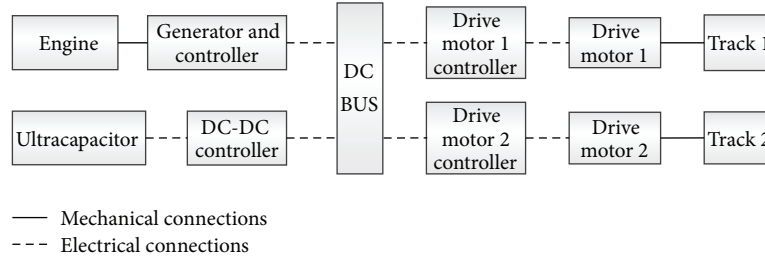 Engine
Generator and
controller
DC
BUS
Drive
motor 1
controller
Drive
motor 1
Track 1
Ultracapacitor
DC-DC
controller
Drive
motor 2
controller
Drive
motor 2
Track 2
Mechanical connections
Electrical connections